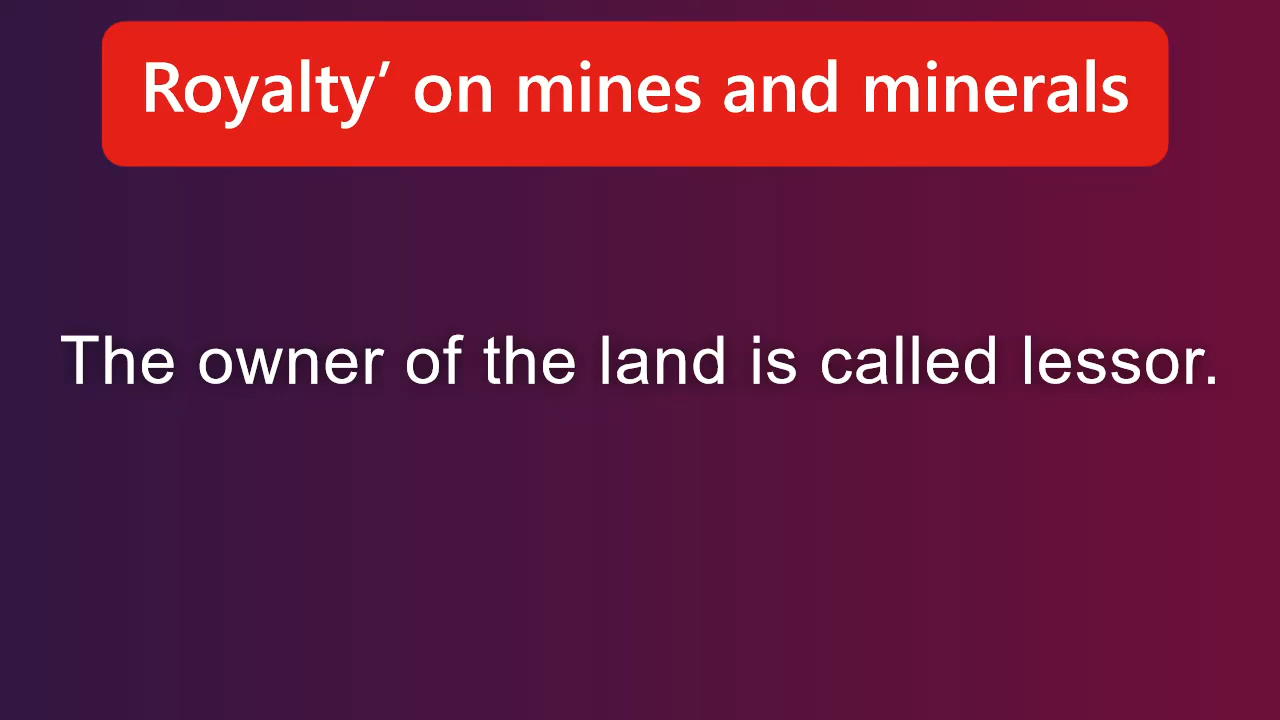 Royalty’ on mines and minerals
The owner of the land is called lessor.